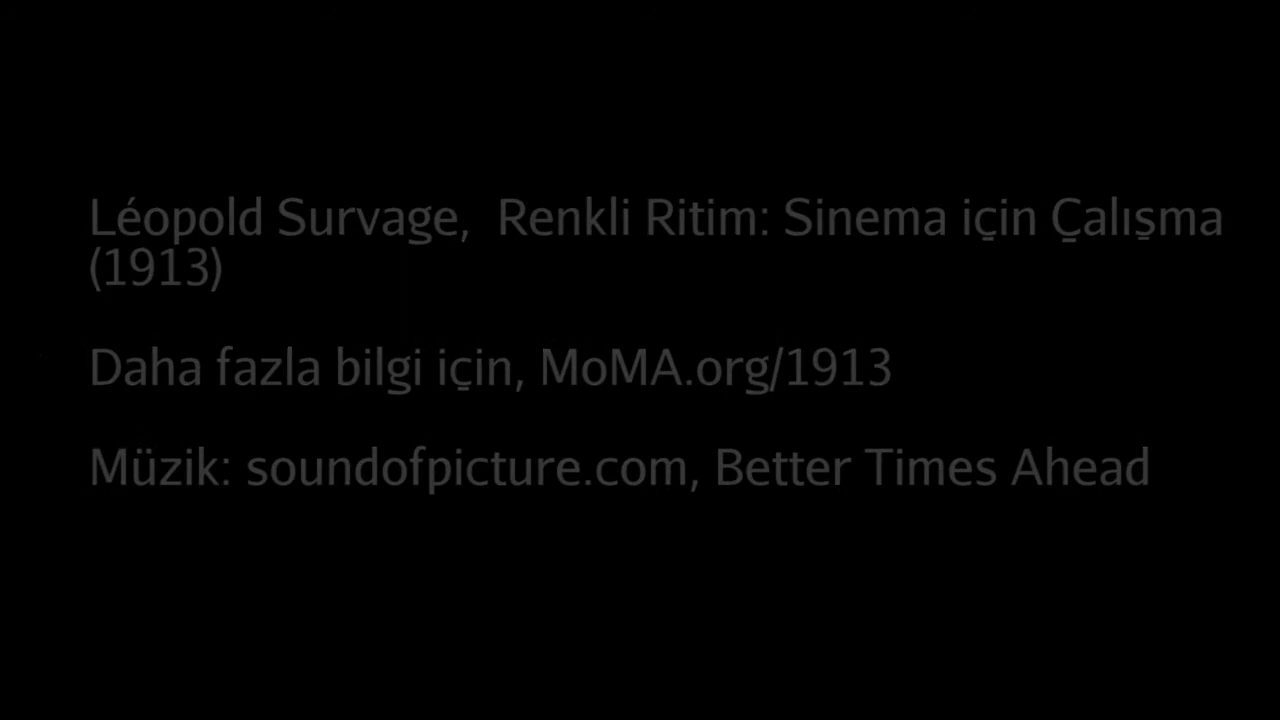 Léopold Survage,  Renkli Ritim: Sinema için Çalışma
(1913)
Daha fazla bilgi için, MoMA.org/1913
Müzik: soundofpicture.com, Better Times Ahead